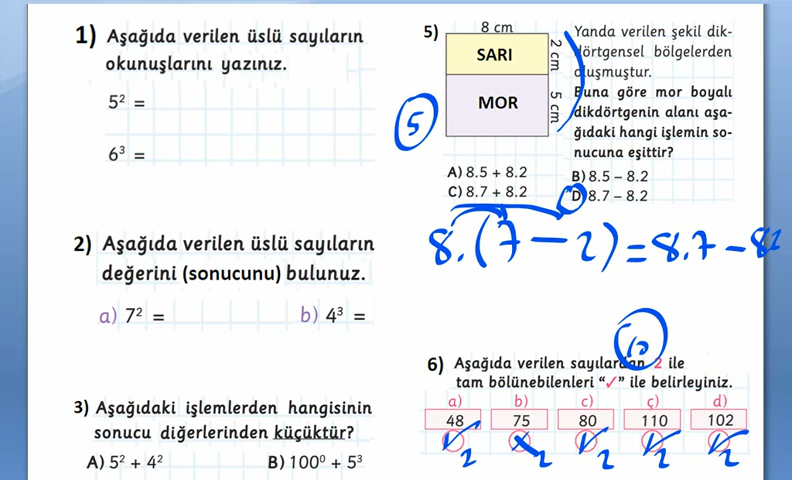 1) Aşağıda verilen üslü sayıların
okunuşlarını yazınız.
5² =
6³ =
2) Aşağıda verilen üslü sayıların
değerini (sonucunu) bulunuz.
a) 7² =
b) 4³ =
3) Aşağıdaki işlemlerden hangisinin
sonucu diğerlerinden küçüktür?
A) 5² + 4²
B) 100⁰ + 5³
5)
8 cm
SARI
2 cm
MOR
5 cm
5
Yanda verilen şekil dik-
dörtgensel bölgelerden
oluşmuştur.
Buna göre mor boyalı
dikdörtgenin alanı aşa-
ğıdaki hangi işlemin so-
nucuna eşittir?
A) 8.5 + 8.2
B) 8.5 – 8.2
C) 8.7 + 8.2
D) 8.7 – 8.2
8.(7 – 2) = 8.7 – 82
10
6) Aşağıda verilen sayılardan 2 ile
tam bölünebilenleri “✓” ile belirleyiniz.
a) b) c) ç) d)
48 75 80 110 102
2 2 2 2 2